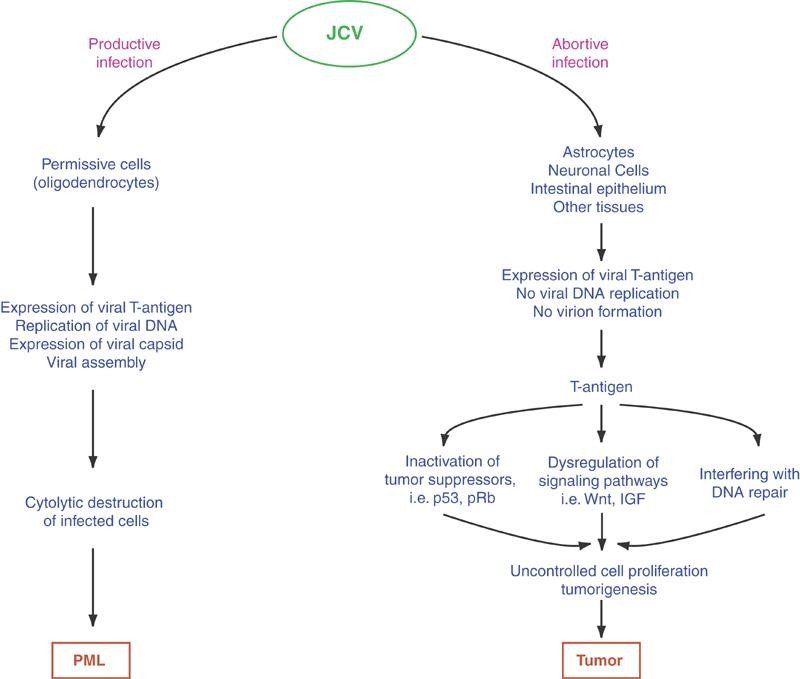 JCV
Productive
infection
Abortive
infection
Permissive cells
(oligodendrocytes)
Expression of viral T-antigen
Replication of viral DNA
Expression of viral capsid
Viral assembly
Cytolytic destruction
of infected cells
PML
Astrocytes
Neuronal Cells
Intestinal epithelium
Other tissues
Expression of viral T-antigen
No viral DNA replication
No virion formation
T-antigen
Inactivation of
tumor suppressors,
i.e. p53, pRb
Dysregulation of
signaling pathways
i.e. Wnt, IGF
Interfering with
DNA repair
Uncontrolled cell proliferation
tumorigenesis
Tumor